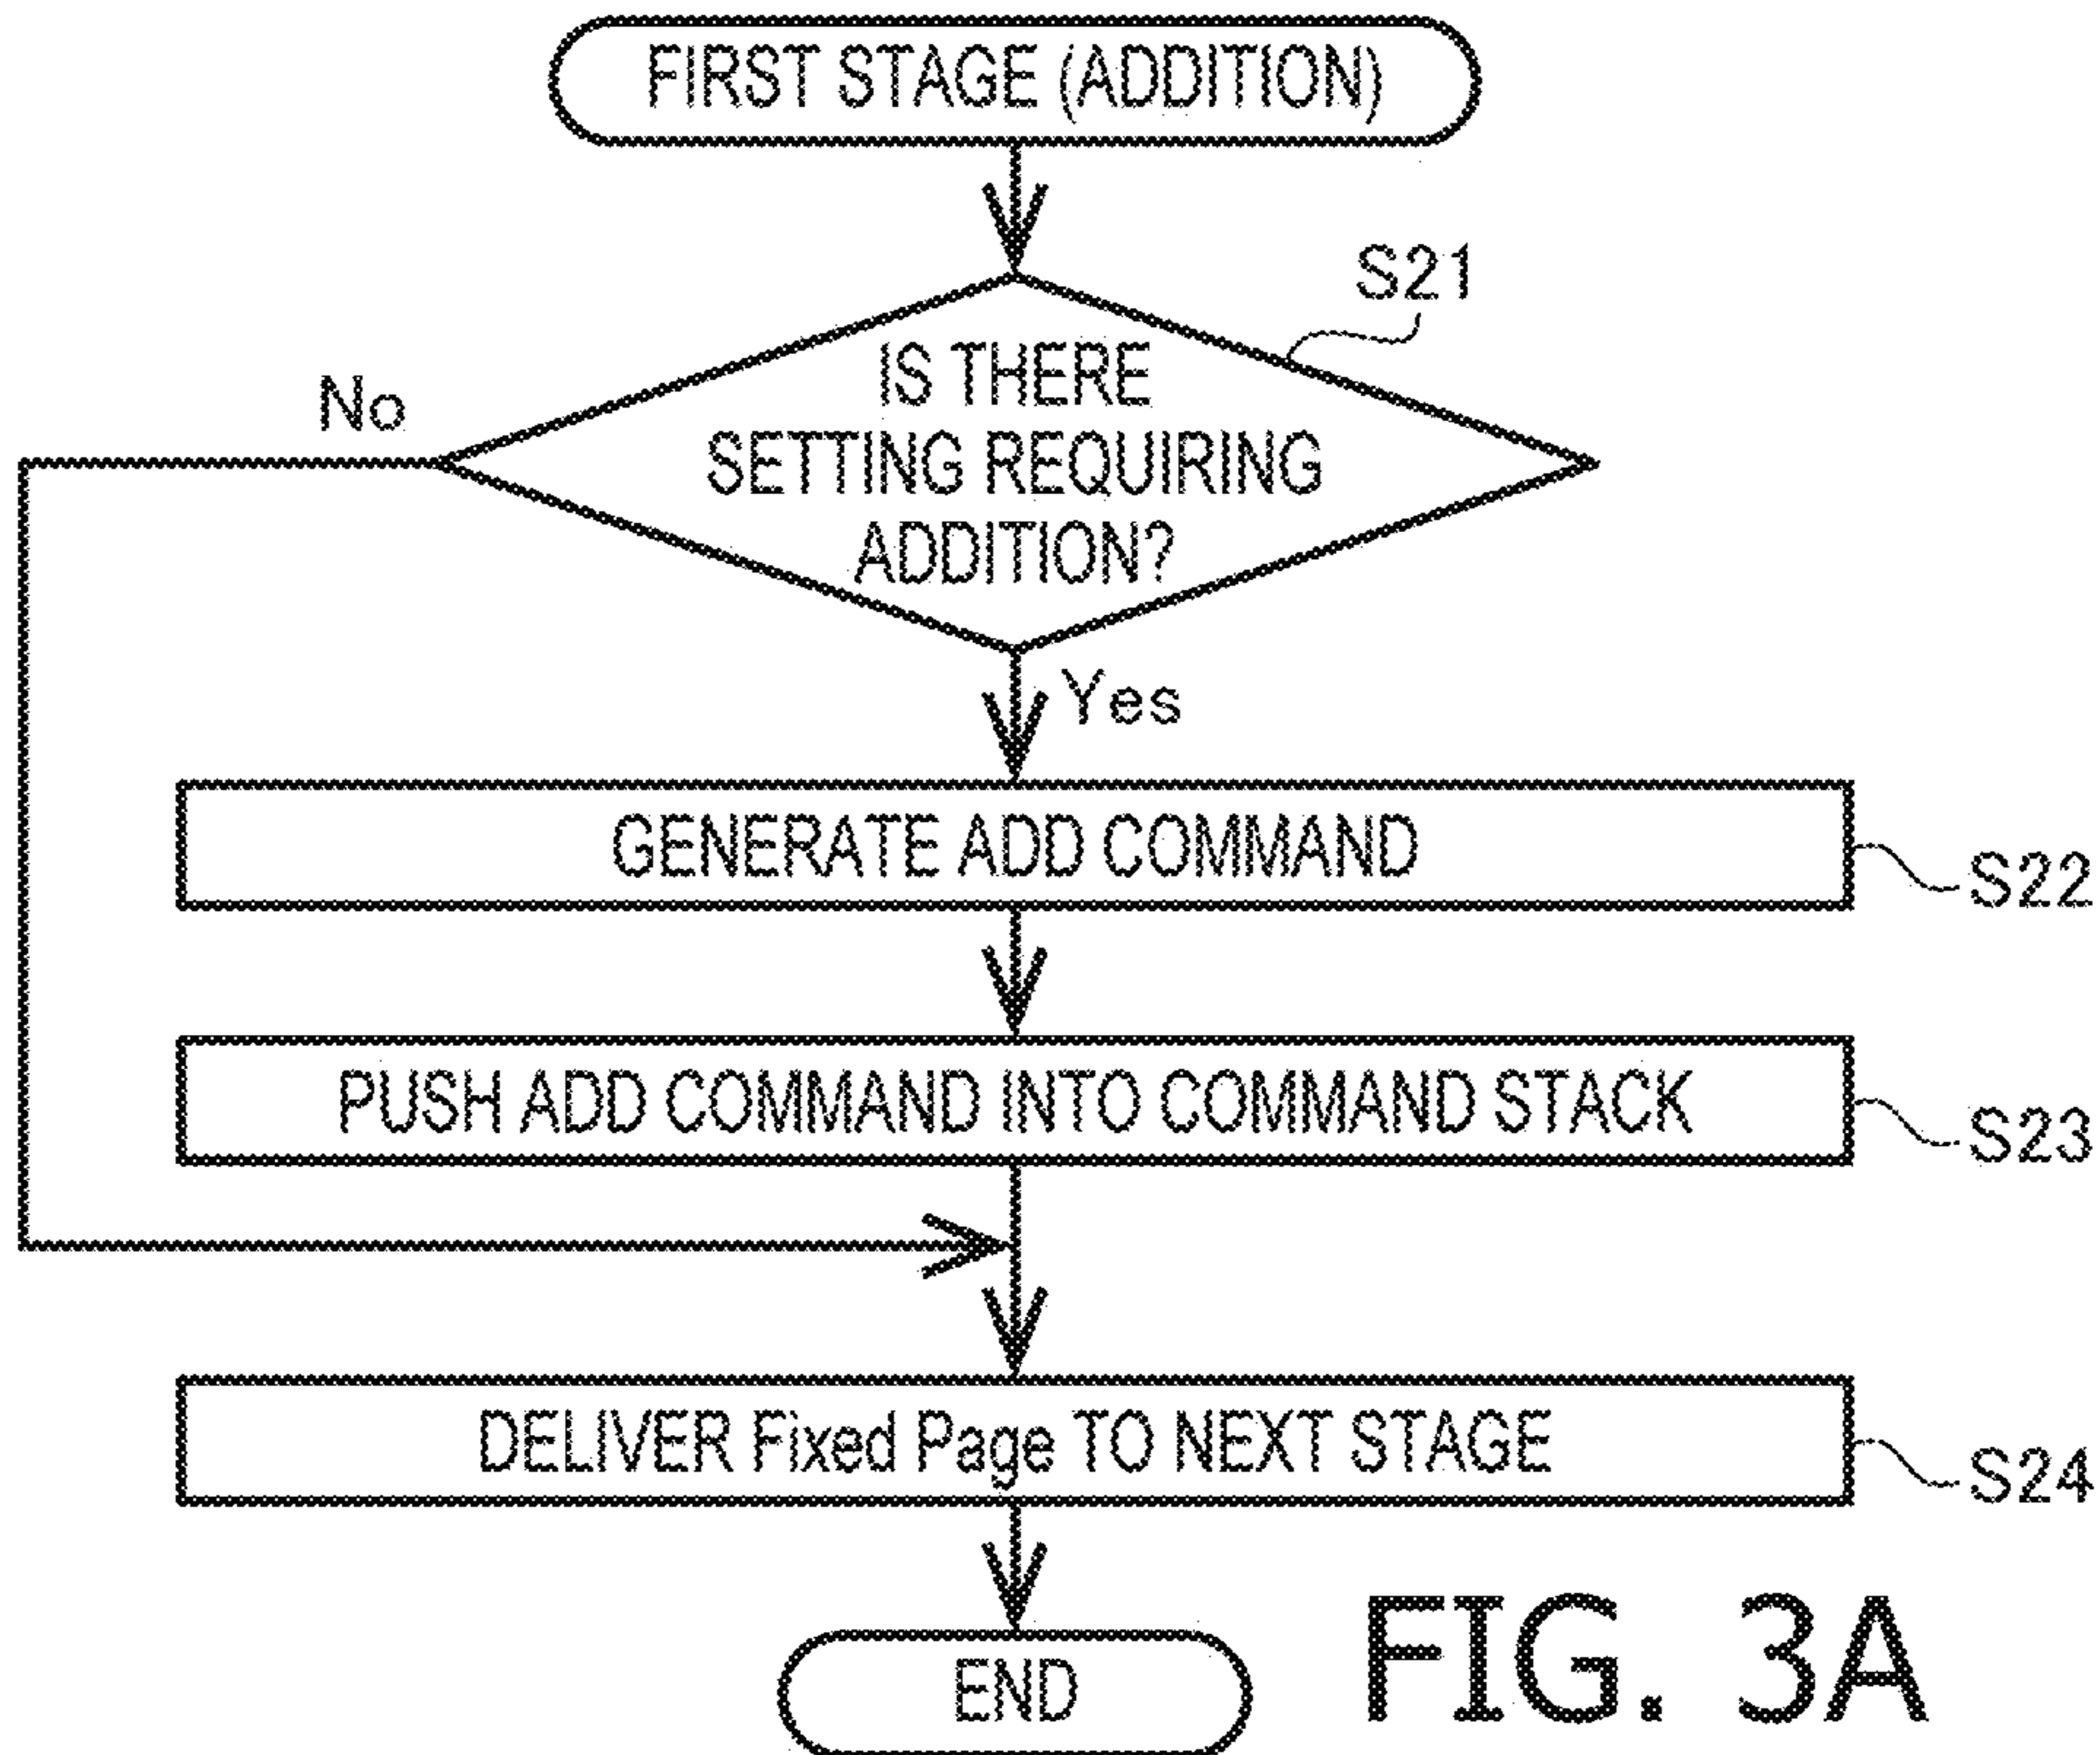 FIRST STAGE (ADDITION)
S21
No
IS THERE
SETTING REQUIRING
ADDITION?
Yes
GENERATE ADD COMMAND
S22
PUSH ADD COMMAND INTO COMMAND STACK
S23
DELIVER Fixed Page TO NEXT STAGE
S24
END
FIG. 3A